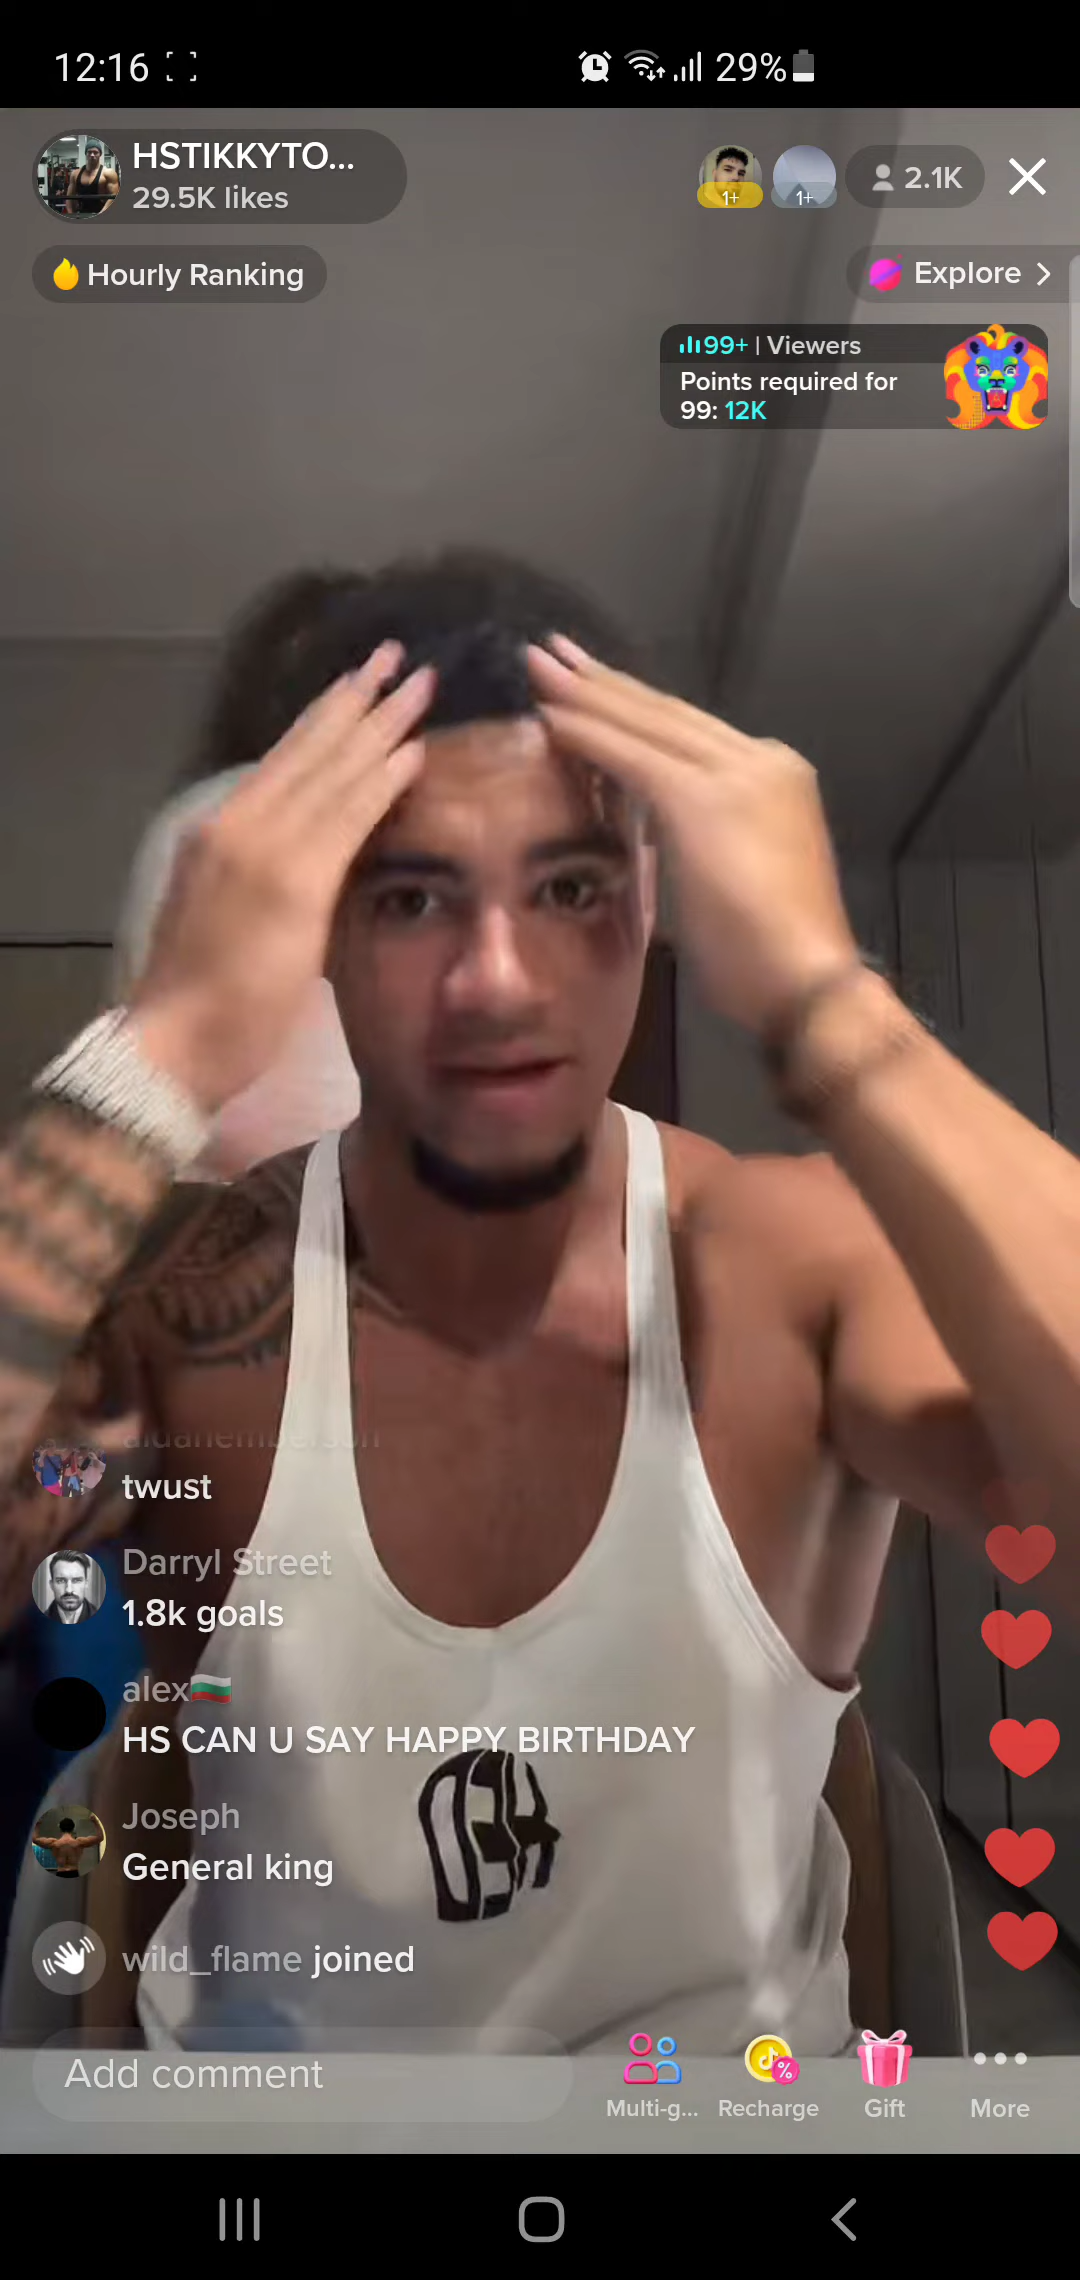 12:16
29%
HSTIKKYTO...
29.5K likes
1+
1+
2.1K
Hourly Ranking
Explore
99+ | Viewers
Points required for
99: 12K
aidanemberson
twust
Darryl Street
1.8k goals
alex🇧🇬
HS CAN U SAY HAPPY BIRTHDAY
Joseph
General king
wild_flame joined
Add comment
Multi-g...
Recharge
Gift
More